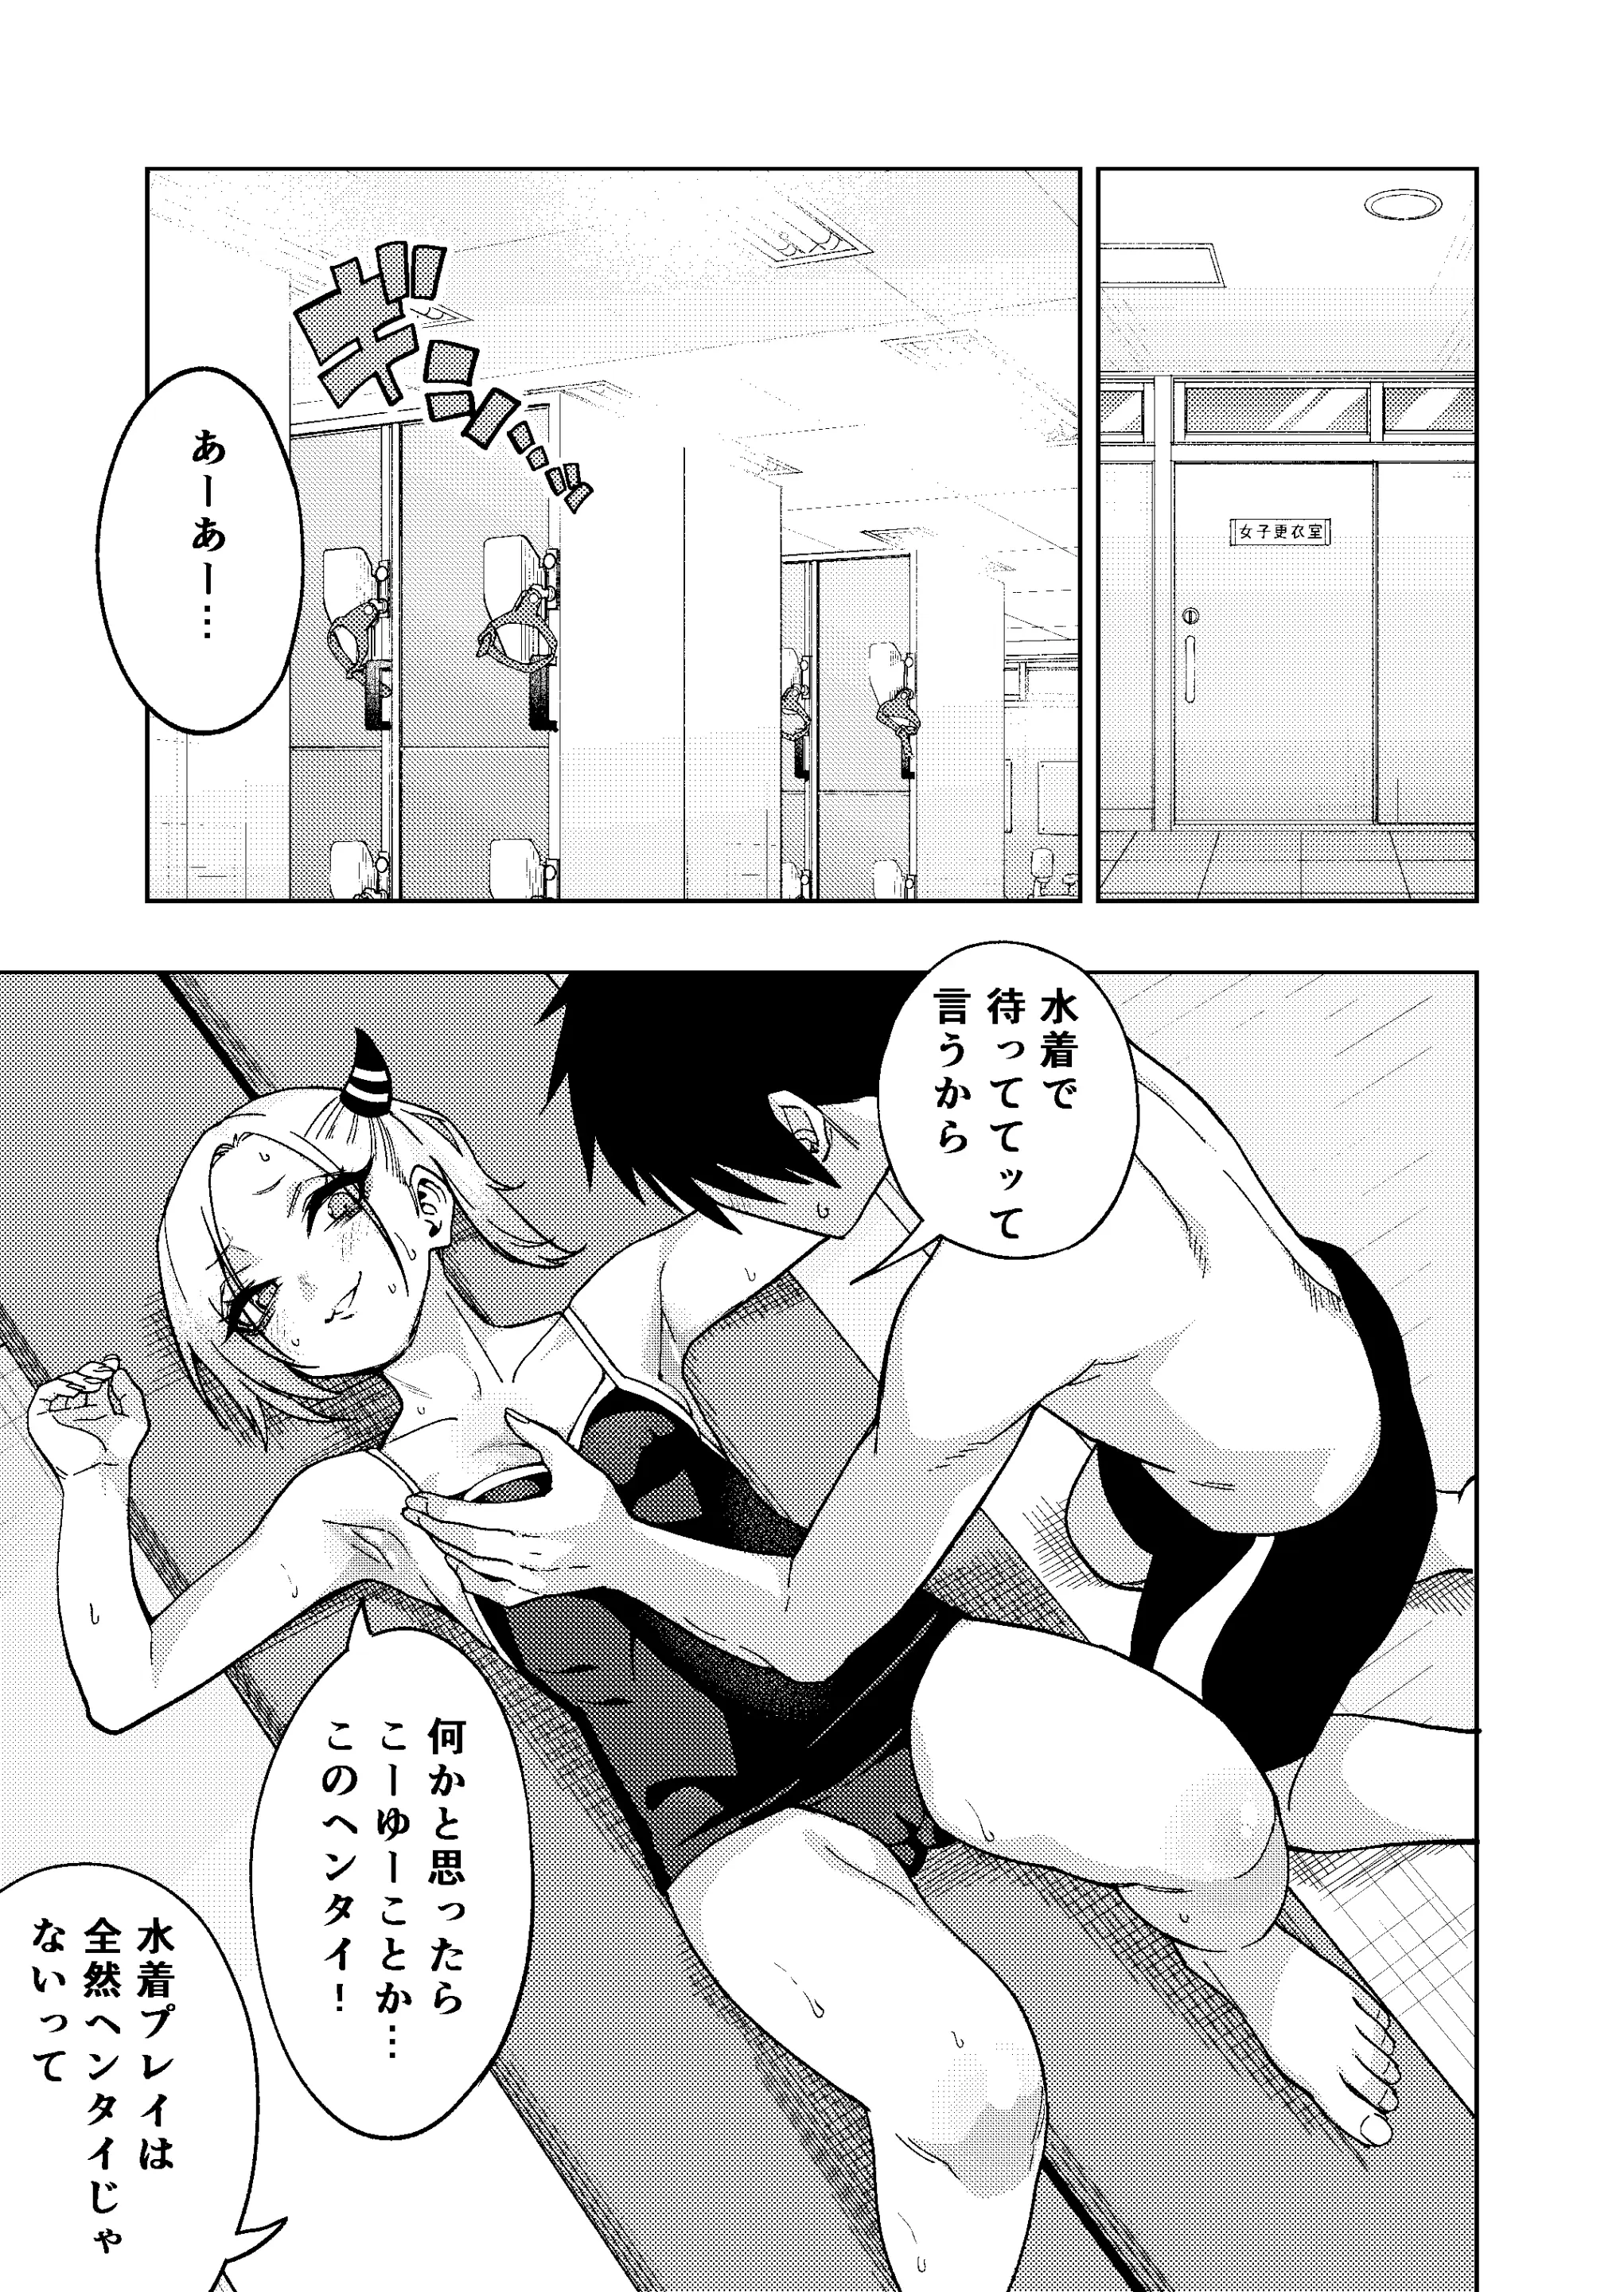 女子更衣室
ギシッ…
あーあー…
水着で
待っててッて
言うから
何かと思ったら
こーゆーことか…
このヘンタイ！
水着プレイは
全然ヘンタイじゃ
ないって